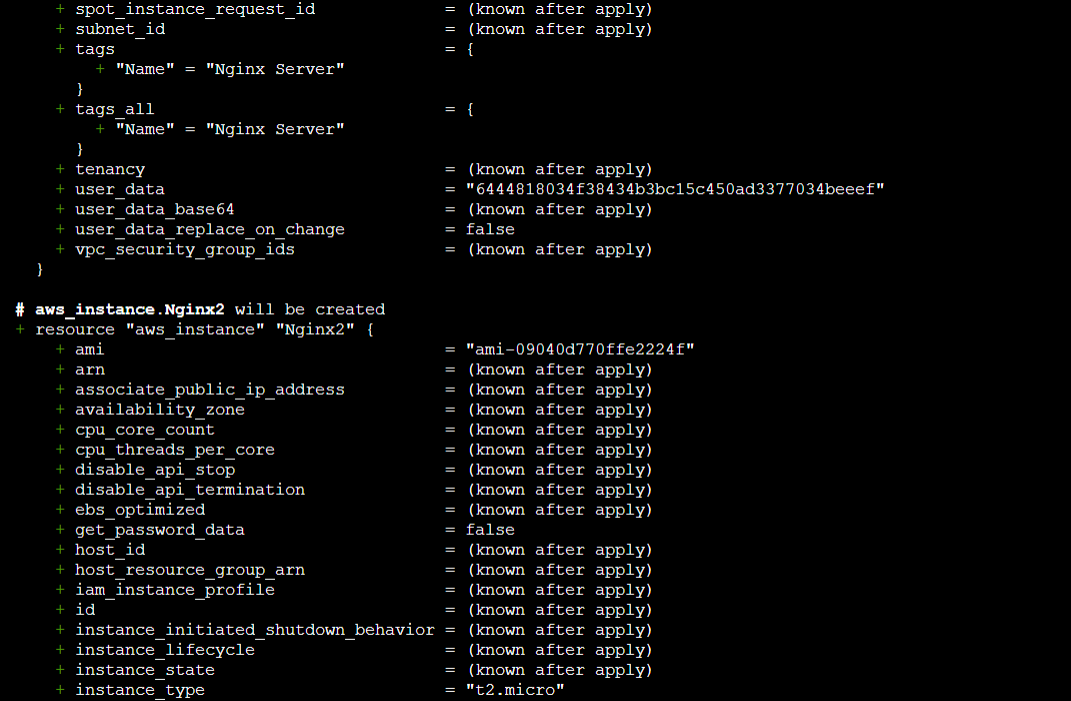 + spot_instance_request_id = (known after apply)
+ subnet_id = (known after apply)
+ tags = {
+ "Name" = "Nginx Server"
}
+ tags_all = {
+ "Name" = "Nginx Server"
}
+ tenancy = (known after apply)
+ user_data = "6444818034f38434b3bc15c450ad3377034beeef"
+ user_data_base64 = (known after apply)
+ user_data_replace_on_change = false
+ vpc_security_group_ids = (known after apply)
}
# aws_instance.Nginx2 will be created
+ resource "aws_instance" "Nginx2" {
+ ami = "ami-09040d770ffe2224f"
+ arn = (known after apply)
+ associate_public_ip_address = (known after apply)
+ availability_zone = (known after apply)
+ cpu_core_count = (known after apply)
+ cpu_threads_per_core = (known after apply)
+ disable_api_stop = (known after apply)
+ disable_api_termination = (known after apply)
+ ebs_optimized = (known after apply)
+ get_password_data = false
+ host_id = (known after apply)
+ host_resource_group_arn = (known after apply)
+ iam_instance_profile = (known after apply)
+ id = (known after apply)
+ instance_initiated_shutdown_behavior = (known after apply)
+ instance_lifecycle = (known after apply)
+ instance_state = (known after apply)
+ instance_type = "t2.micro"